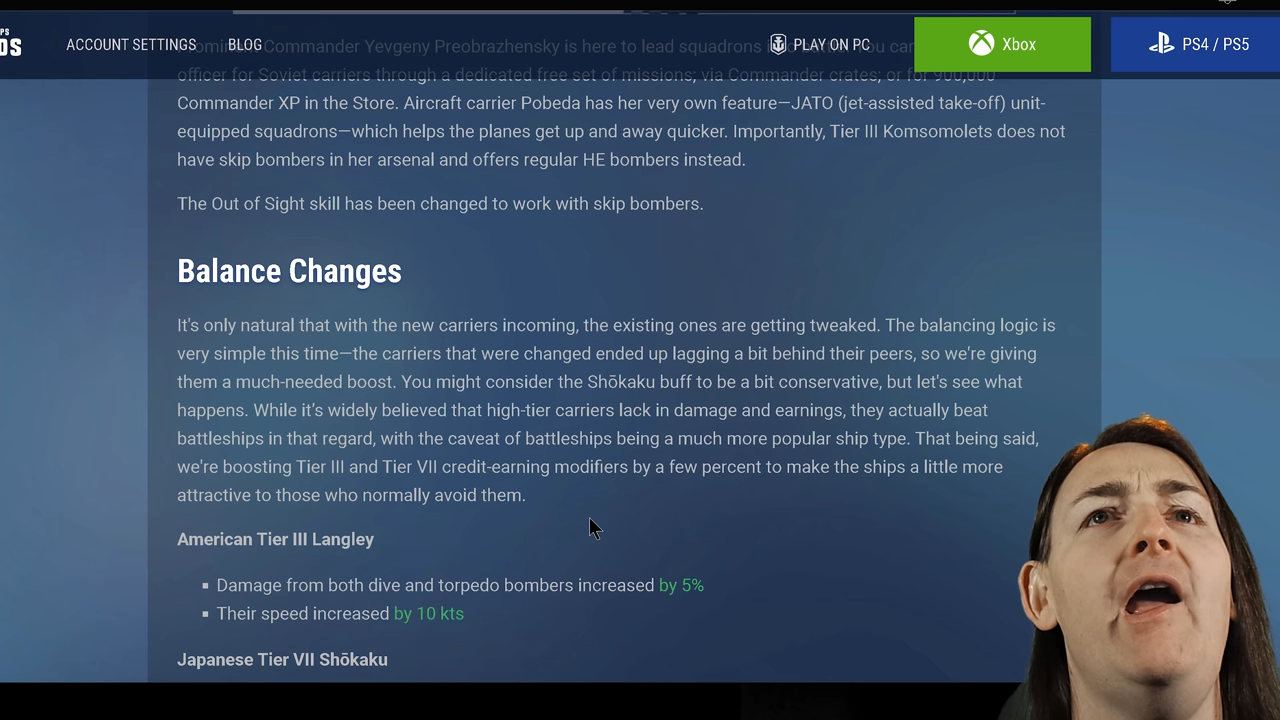 PS
DS
ACCOUNT SETTINGS
BLOG
PLAY ON PC
Xbox
PS4 / PS5
Commander Yevgeny Preobrazhensky is here to lead squadrons
officer for Soviet carriers through a dedicated free set of missions; via Commander crates; or for 900,000
Commander XP in the Store. Aircraft carrier Pobeda has her very own feature—JATO (jet-assisted take-off) unit-
equipped squadrons—which helps the planes get up and away quicker. Importantly, Tier III Komsomolets does not
have skip bombers in her arsenal and offers regular HE bombers instead.
The Out of Sight skill has been changed to work with skip bombers.
Balance Changes
It's only natural that with the new carriers incoming, the existing ones are getting tweaked. The balancing logic is
very simple this time—the carriers that were changed ended up lagging a bit behind their peers, so we're giving
them a much-needed boost. You might consider the Shōkaku buff to be a bit conservative, but let's see what
happens. While it's widely believed that high-tier carriers lack in damage and earnings, they actually beat
battleships in that regard, with the caveat of battleships being a much more popular ship type. That being said,
we're boosting Tier III and Tier VII credit-earning modifiers by a few percent to make the ships a little more
attractive to those who normally avoid them.
American Tier III Langley
▪ Damage from both dive and torpedo bombers increased by 5%
▪ Their speed increased by 10 kts
Japanese Tier VII Shōkaku